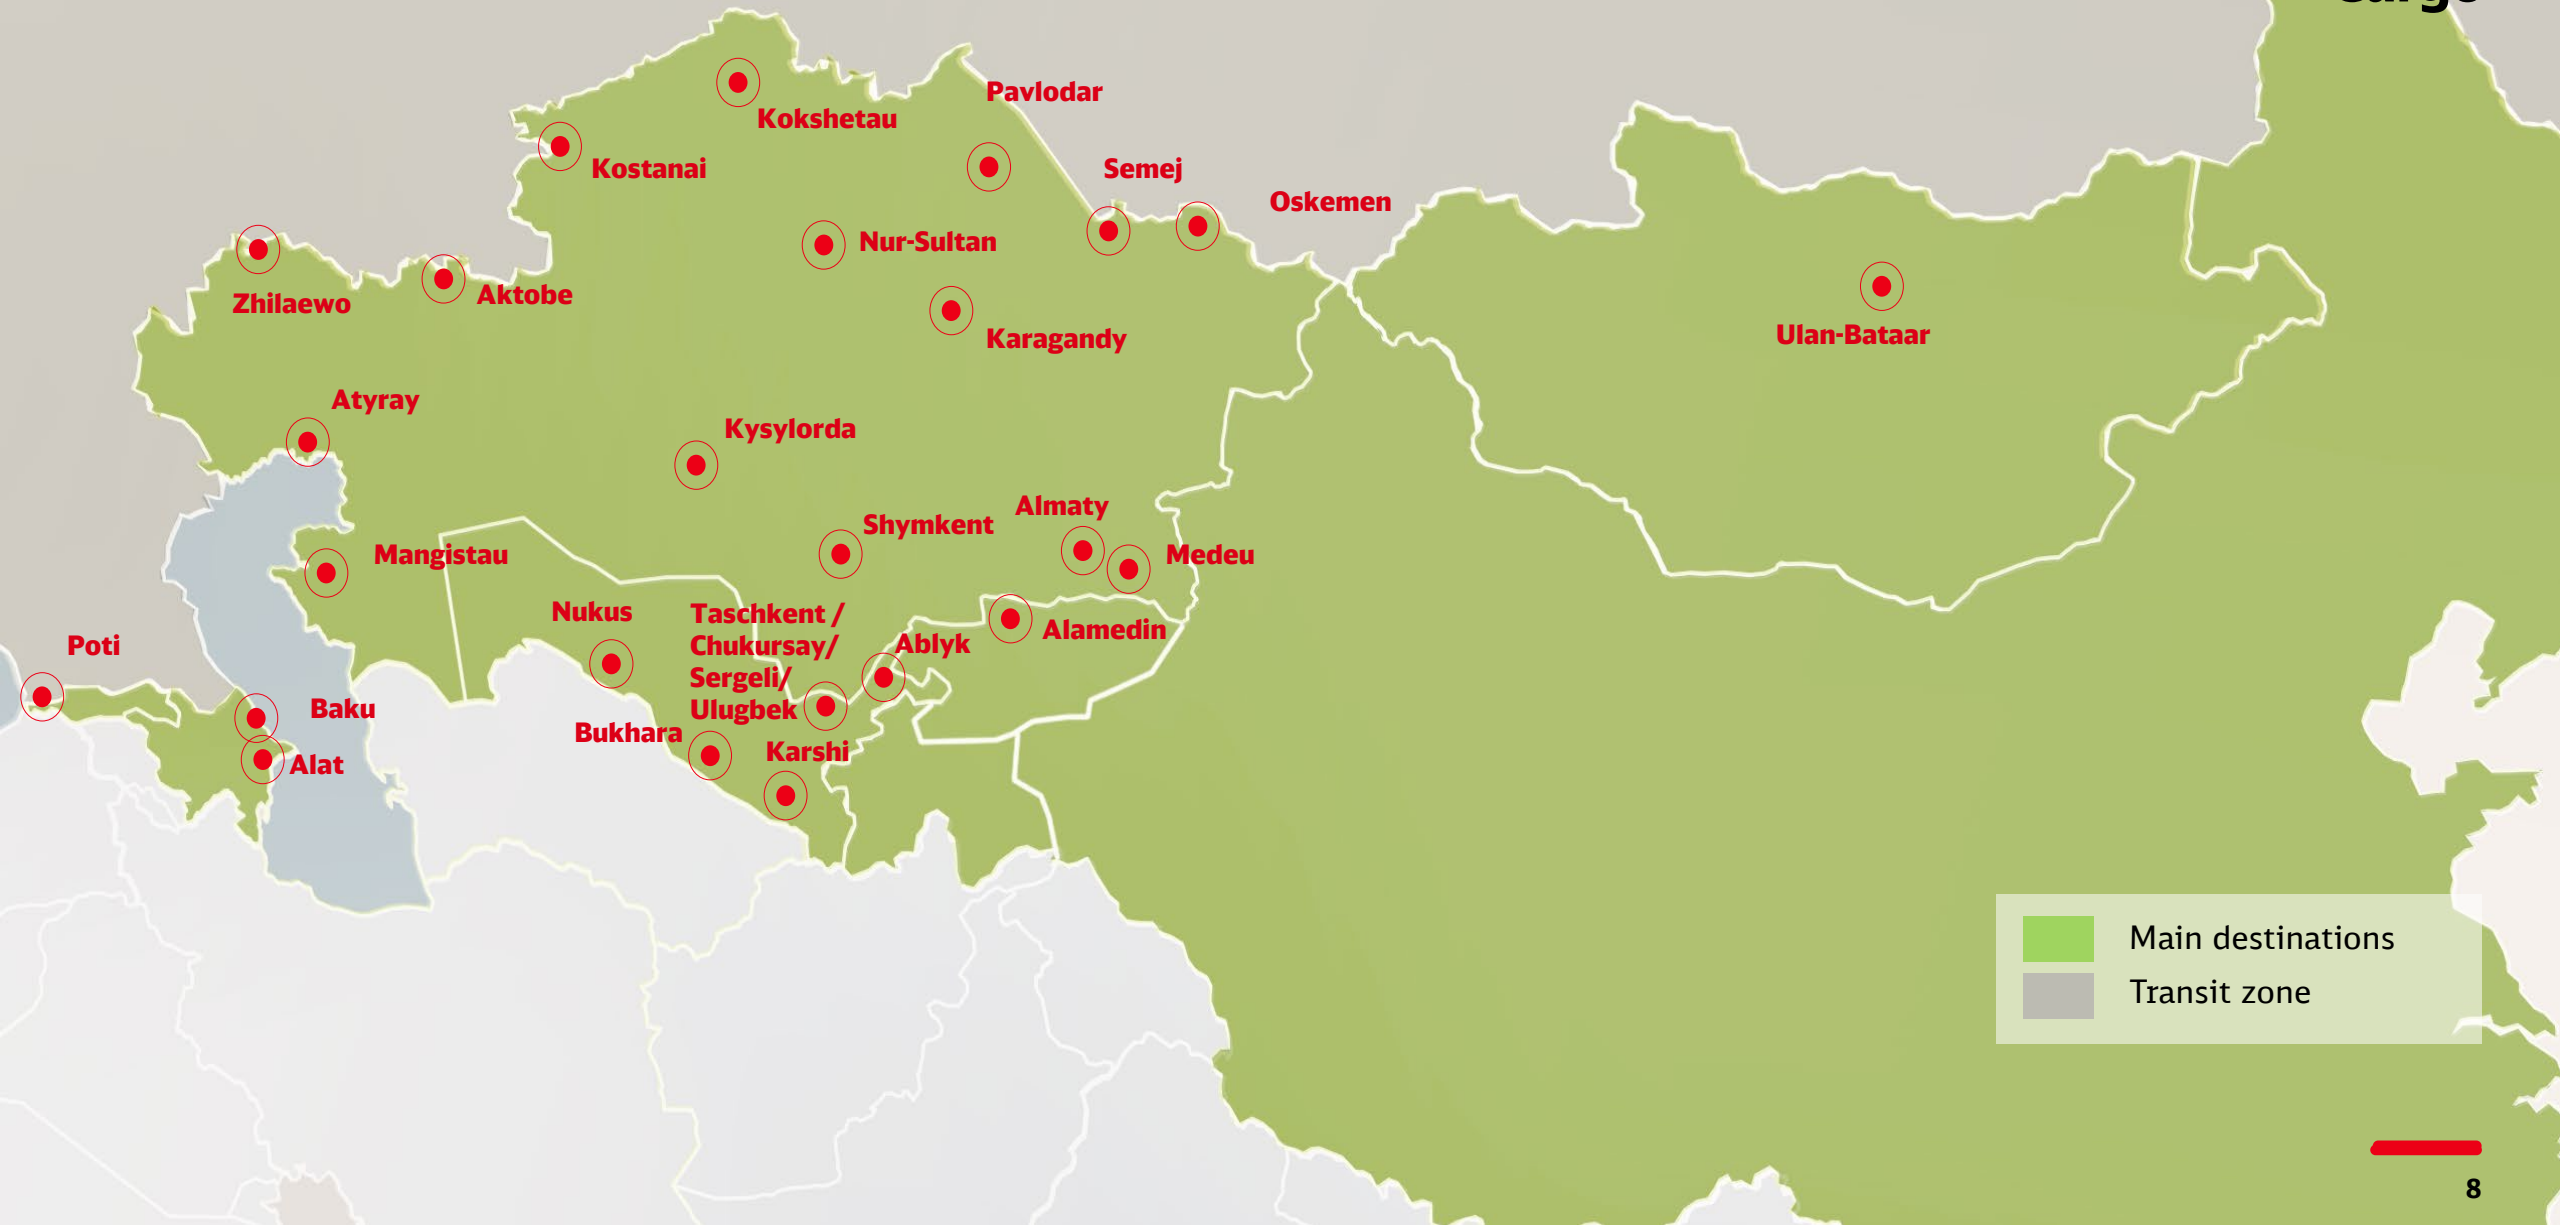 Cargo
Pavlodar
Kokshetau
Kostanai
Semej
Oskemen
Nur-Sultan
Zhilaewo
Aktobe
Karagandy
Ulan-Bataar
Atyray
Kysylorda
Almaty
Shymkent
Mangistau
Medeu
Nukus
Taschkent /
Chukursay/
Sergeli/
Ulugbek
Ablyk
Alamedin
Poti
Baku
Bukhara
Karshi
Alat
Main destinations
Transit zone
8